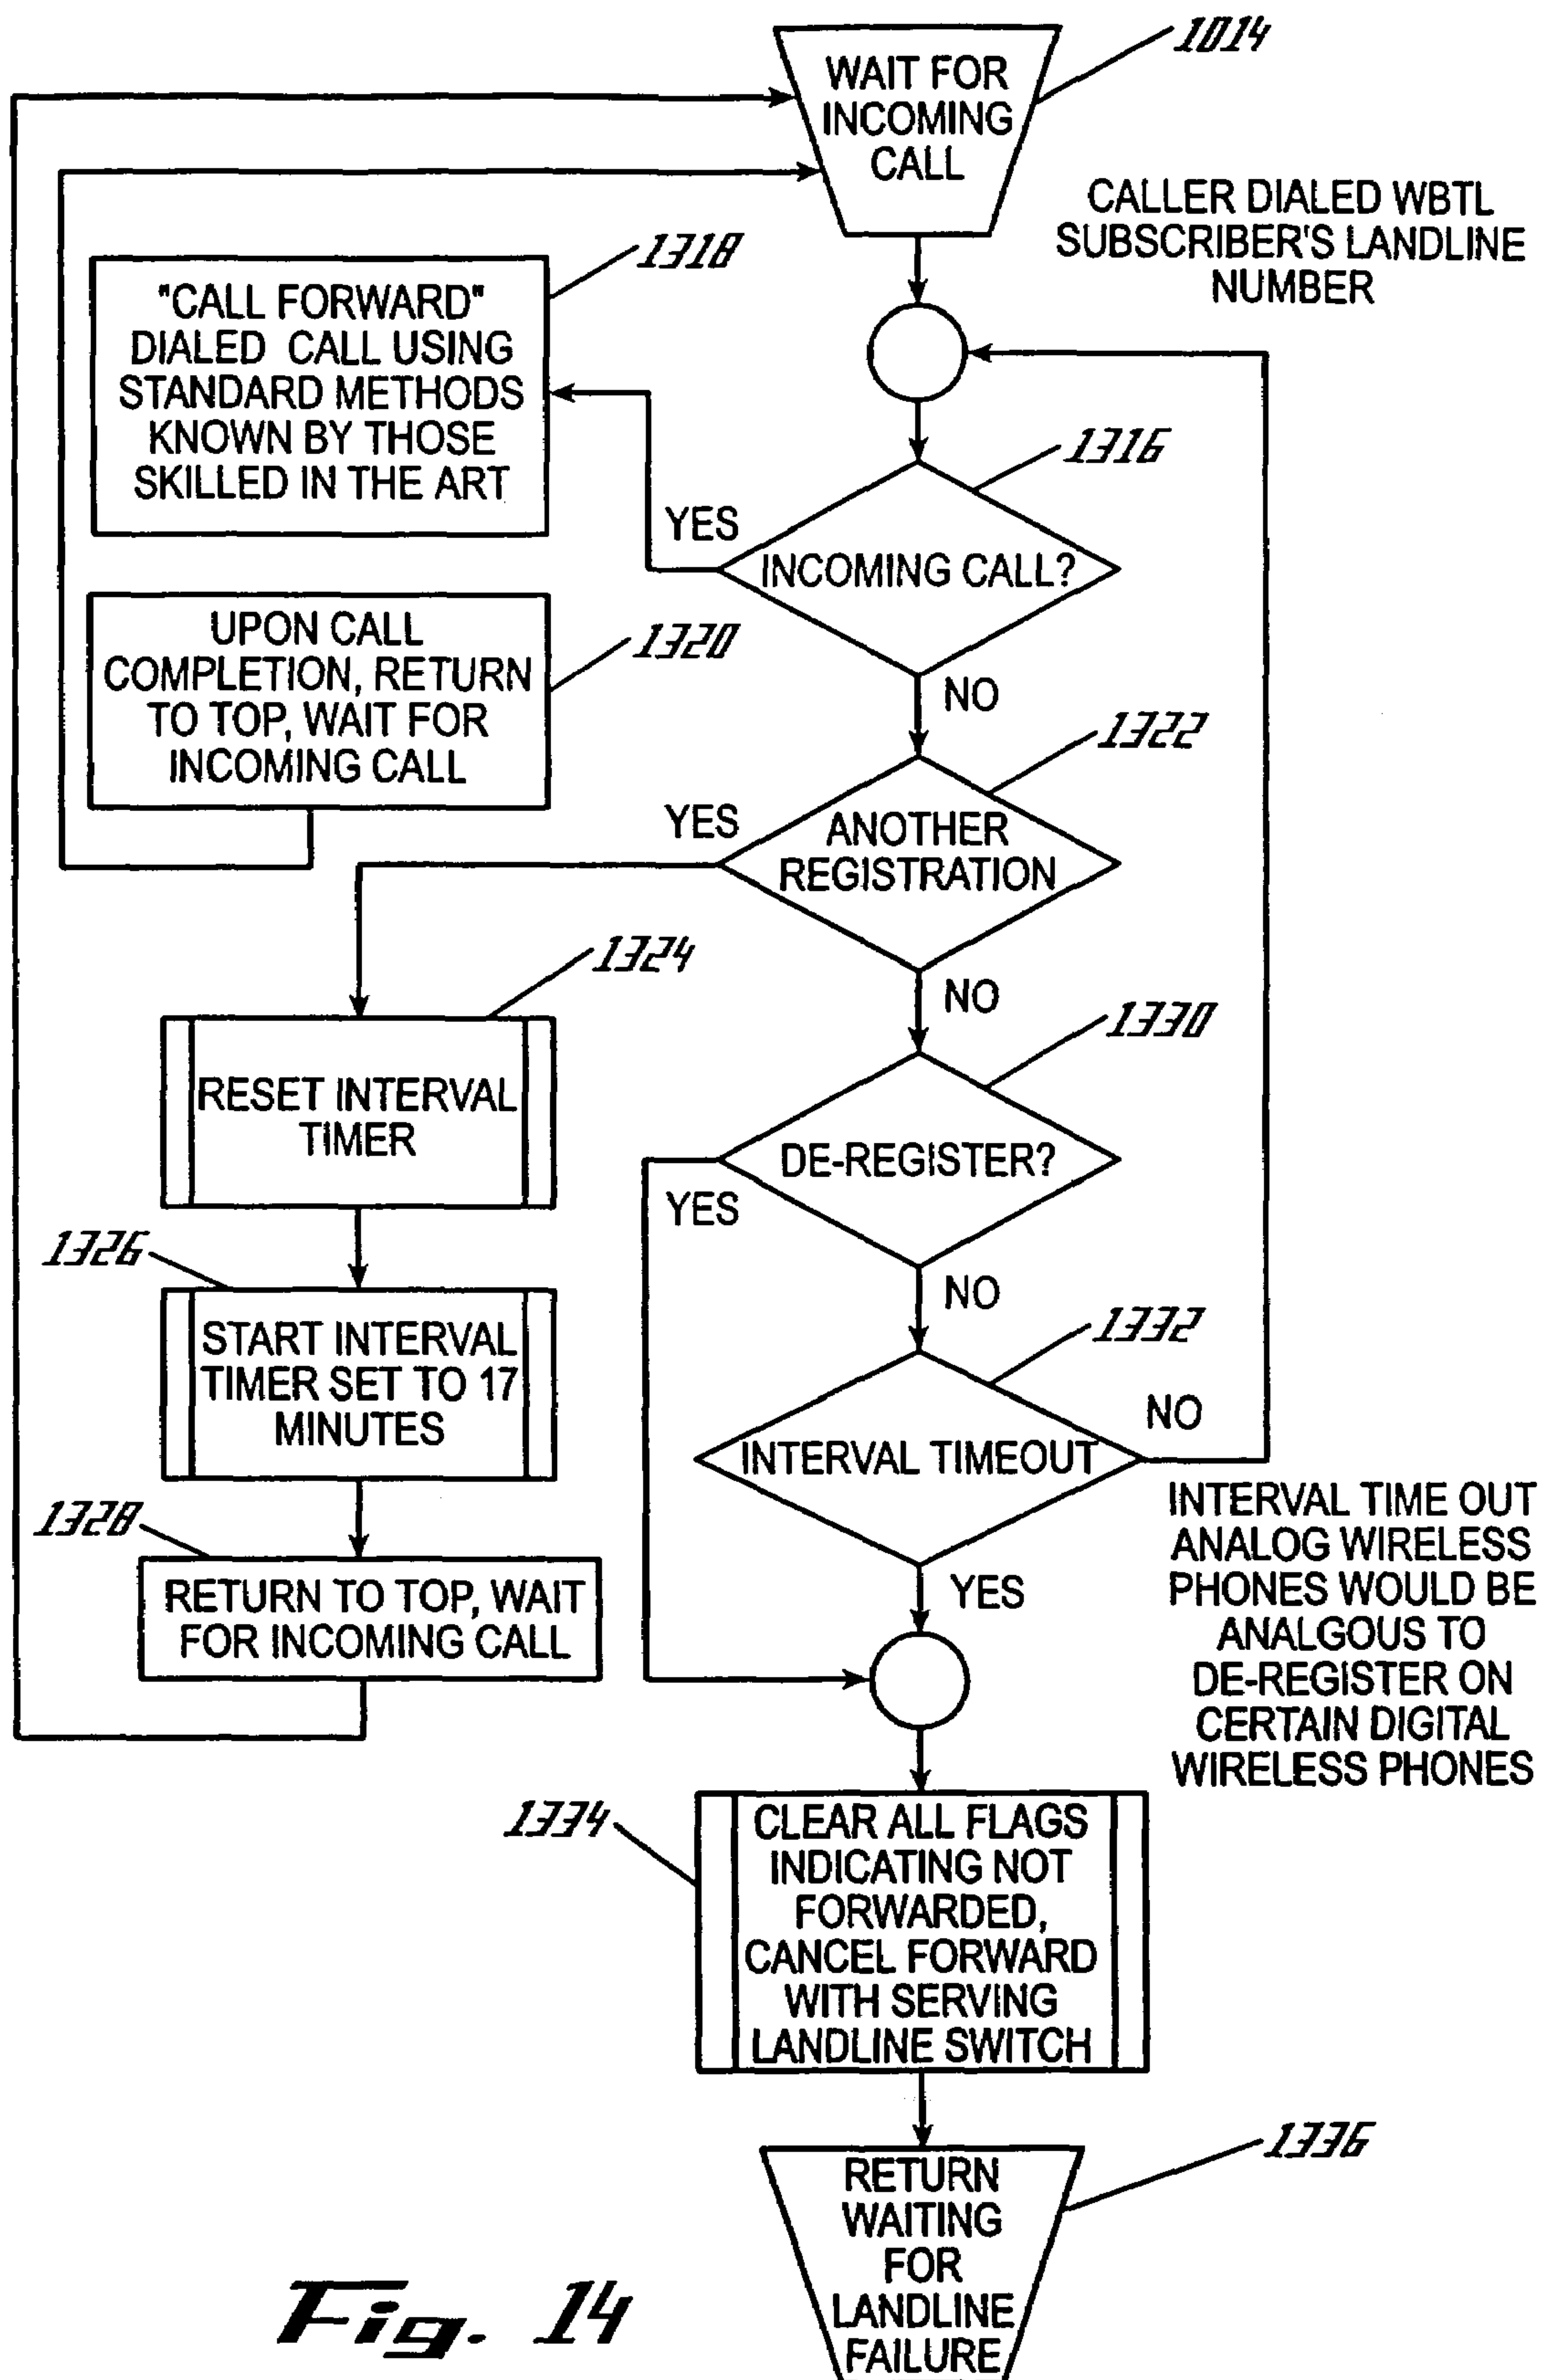 1014
WAIT FOR
INCOMING
CALL
CALLER DIALED WBTL
SUBSCRIBER'S LANDLINE
NUMBER
1318
"CALL FORWARD"
DIALED CALL USING
STANDARD METHODS
KNOWN BY THOSE
SKILLED IN THE ART
1316
YES
INCOMING CALL?
NO
1320
UPON CALL
COMPLETION, RETURN
TO TOP, WAIT FOR
INCOMING CALL
1322
YES
ANOTHER
REGISTRATION
NO
1324
RESET INTERVAL
TIMER
1330
DE-REGISTER?
YES
NO
1326
START INTERVAL
TIMER SET TO 17
MINUTES
1332
INTERVAL TIMEOUT
NO
YES
1328
RETURN TO TOP, WAIT
FOR INCOMING CALL
INTERVAL TIME OUT
ANALOG WIRELESS
PHONES WOULD BE
ANALGOUS TO
DE-REGISTER ON
CERTAIN DIGITAL
WIRELESS PHONES
1334
CLEAR ALL FLAGS
INDICATING NOT
FORWARDED,
CANCEL FORWARD
WITH SERVING
LANDLINE SWITCH
1336
RETURN
WAITING
FOR
LANDLINE
FAILURE
Fig. 14